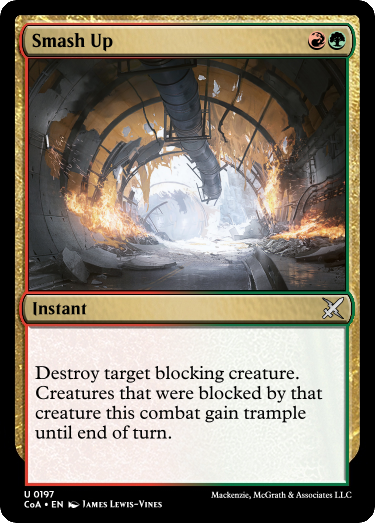 Smash Up
Instant
Destroy target blocking creature.
Creatures that were blocked by that
creature this combat gain trample
until end of turn.
U 0197
CoA • EN James Lewis-Vines
Mackenzie, McGrath & Associates LLC